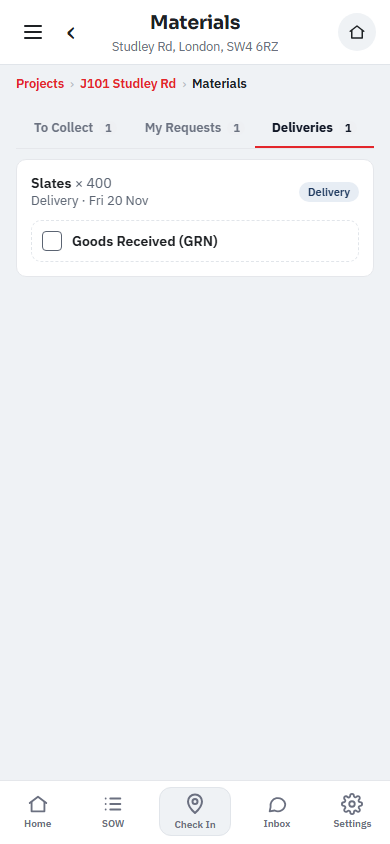 Materials
Studley Rd, London, SW4 6RZ
Projects › J101 Studley Rd › Materials
To Collect 1 My Requests 1 Deliveries 1
Slates × 400
Delivery · Fri 20 Nov
Delivery
Goods Received (GRN)
Home SOW Check In Inbox Settings